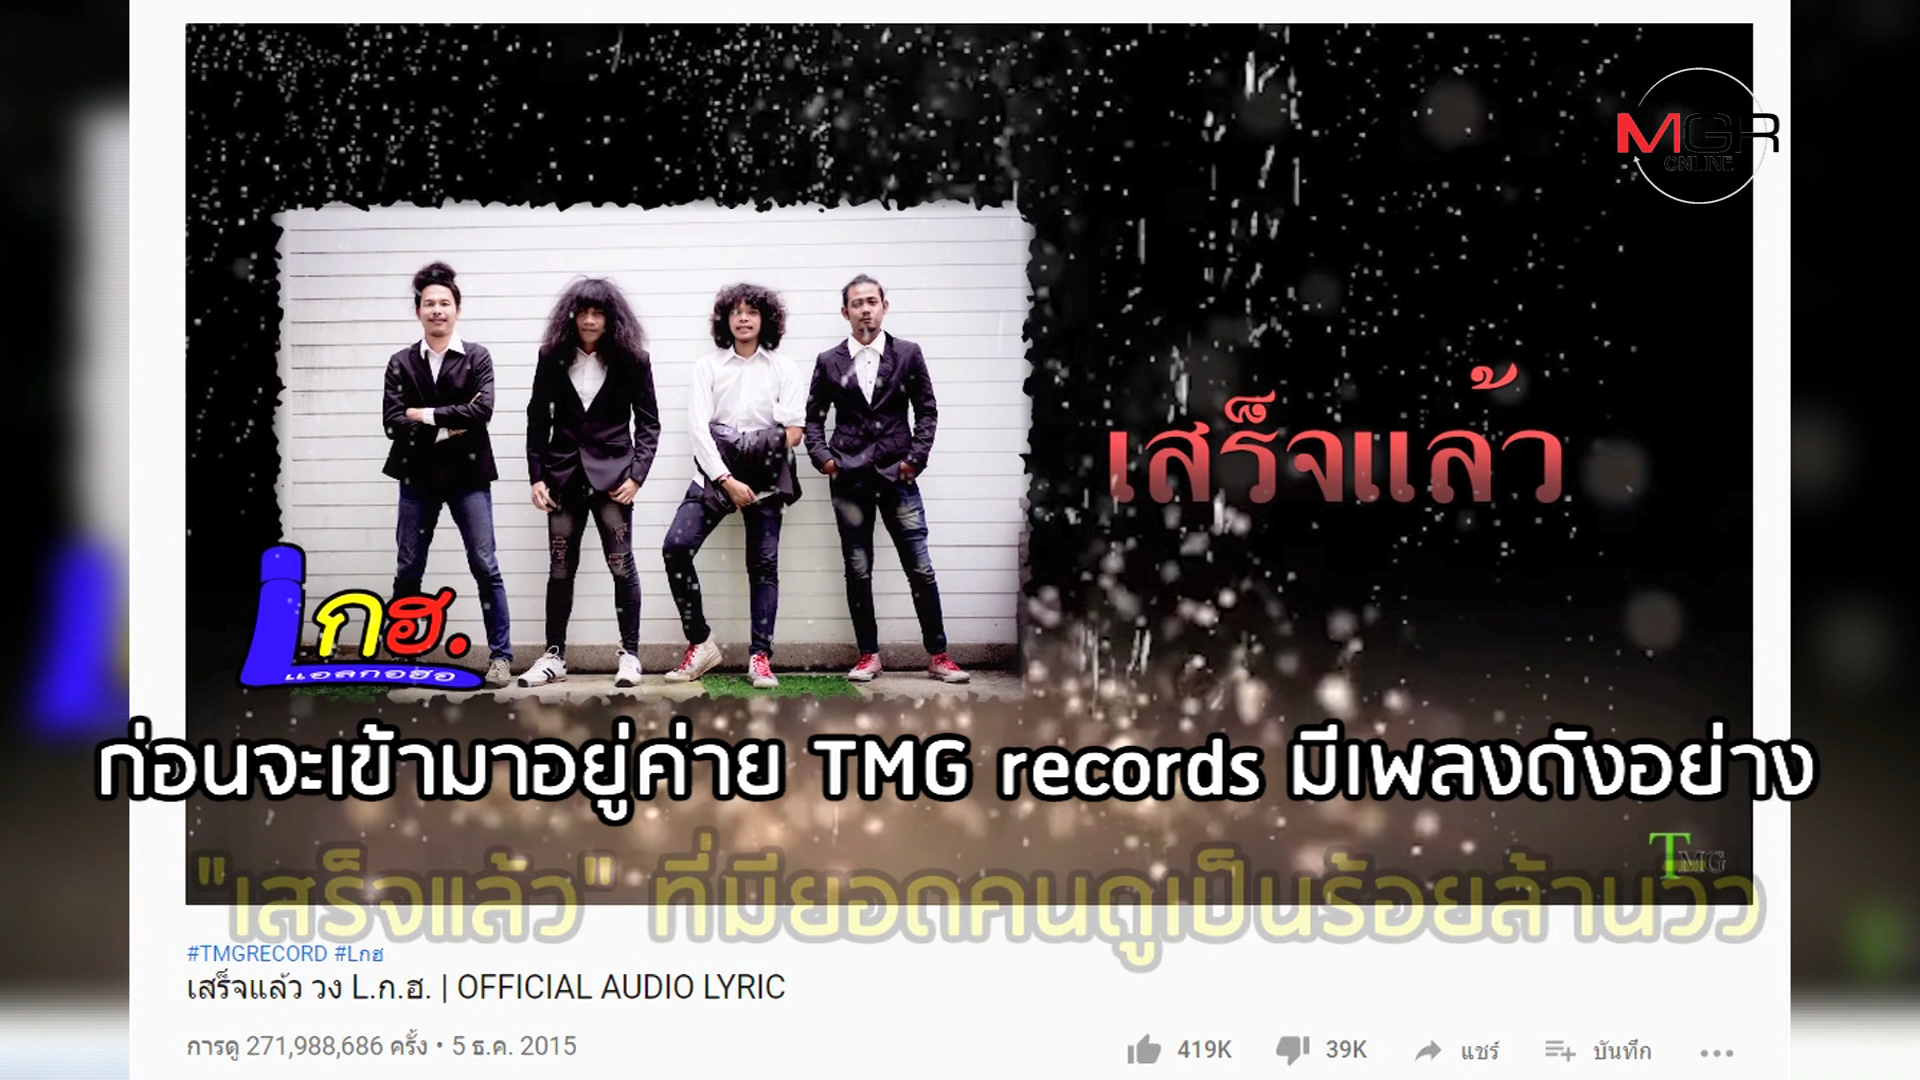 MGR
ONLINE
เสร็จแล้ว
Lกฮ.
แอลกอฮอ
ก่อนจะเข้ามาอยู่ค่าย TMG records มีเพลงดังอย่าง
TMG
"เสร็จแล้ว" ที่มียอดคนดูเป็นร้อยล้านวิว
#TMGRECORD #Lกฮ
เสร็จแล้ว วง L.ก.ฮ. | OFFICIAL AUDIO LYRIC
การดู 271,988,686 ครั้ง • 5 ธ.ค. 2015
419K 39K แชร์ บันทึก